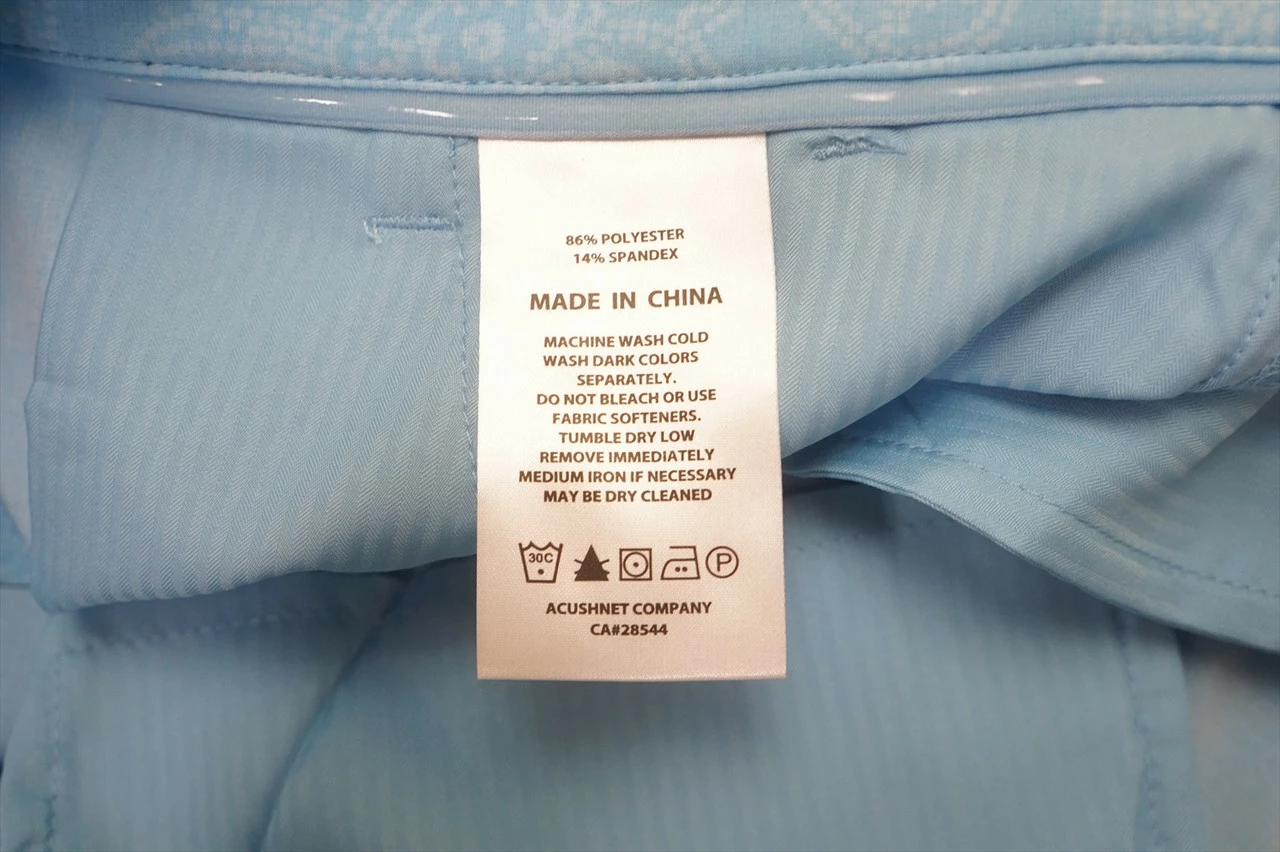 86% POLYESTER
14% SPANDEX
MADE IN CHINA
MACHINE WASH COLD
WASH DARK COLORS
SEPARATELY.
DO NOT BLEACH OR USE
FABRIC SOFTENERS.
TUMBLE DRY LOW
REMOVE IMMEDIATELY
MEDIUM IRON IF NECESSARY
MAY BE DRY CLEANED
30C P
ACUSHNET COMPANY
CA#28544